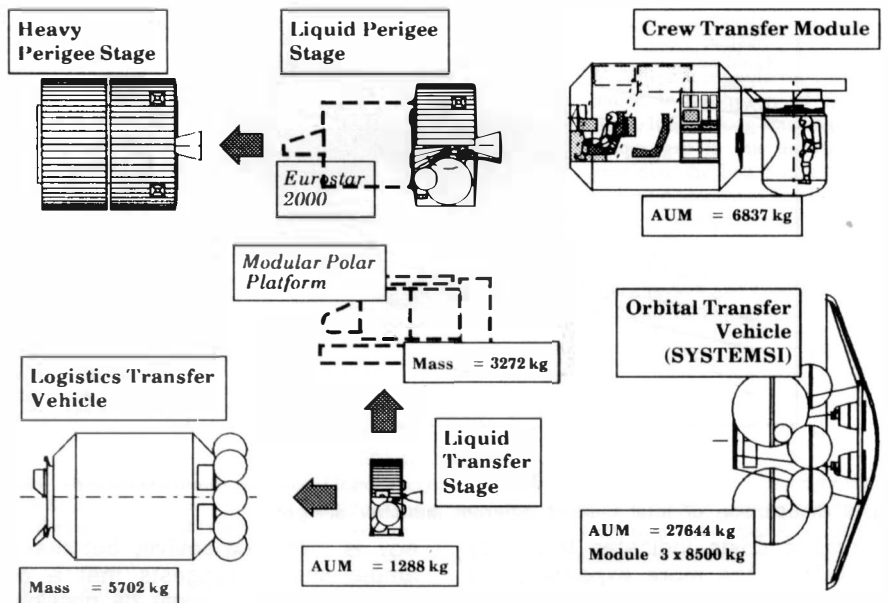 Heavy
Perigee Stage
Liquid Perigee
Stage
Crew Transfer Module
Eurostar
2000
AUM = 6837 kg
Modular Polar
Platform
Mass = 3272 kg
Orbital Transfer
Vehicle
(SYSTEMSI)
Logistics Transfer
Vehicle
Liquid
Transfer
Stage
AUM = 27644 kg
Module 3 x 8500 kg
AUM = 1288 kg
Mass = 5702 kg